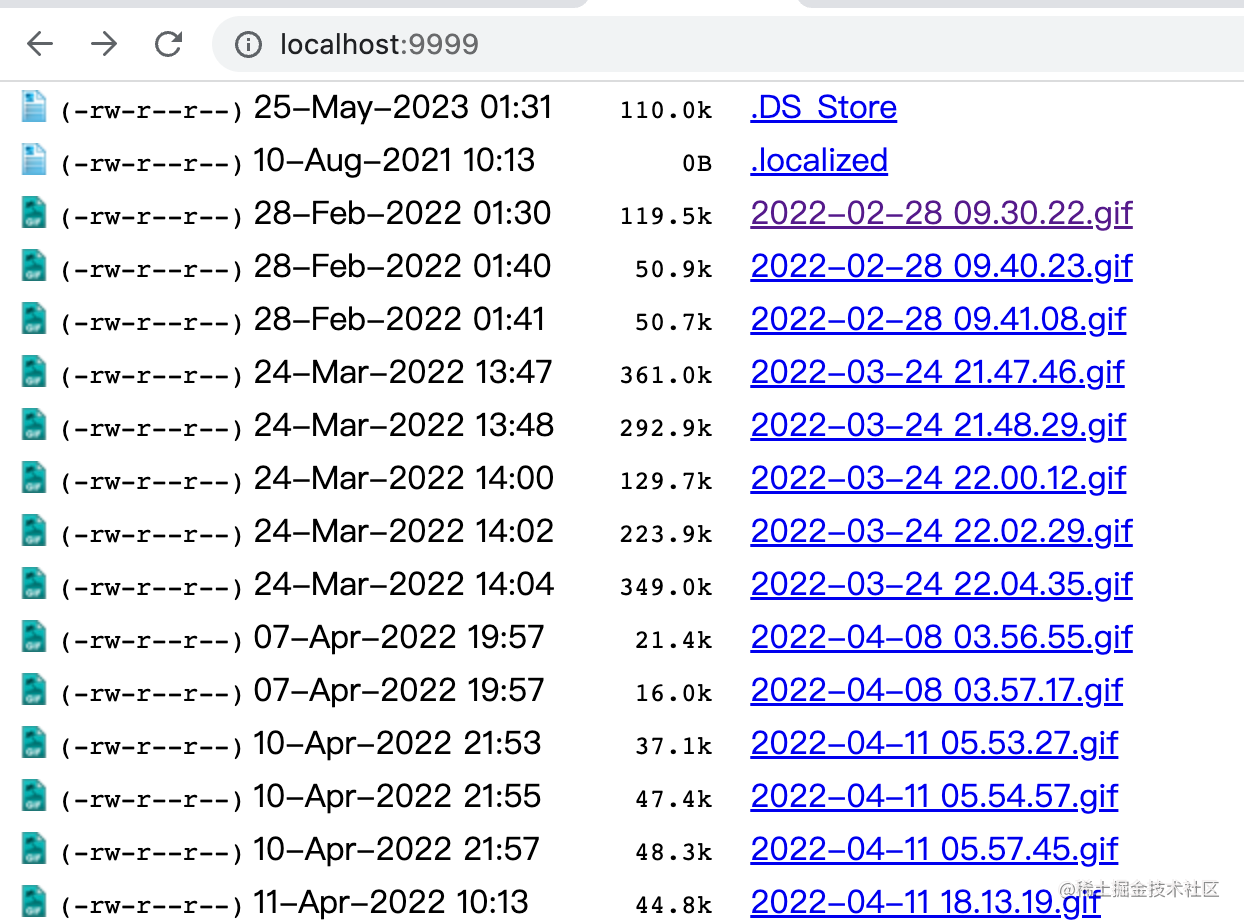 localhost:9999
(-rw-r--r--) 25-May-2023 01:31 110.0k .DS_Store
(-rw-r--r--) 10-Aug-2021 10:13 0B .localized
(-rw-r--r--) 28-Feb-2022 01:30 119.5k 2022-02-28 09.30.22.gif
(-rw-r--r--) 28-Feb-2022 01:40 50.9k 2022-02-28 09.40.23.gif
(-rw-r--r--) 28-Feb-2022 01:41 50.7k 2022-02-28 09.41.08.gif
(-rw-r--r--) 24-Mar-2022 13:47 361.0k 2022-03-24 21.47.46.gif
(-rw-r--r--) 24-Mar-2022 13:48 292.9k 2022-03-24 21.48.29.gif
(-rw-r--r--) 24-Mar-2022 14:00 129.7k 2022-03-24 22.00.12.gif
(-rw-r--r--) 24-Mar-2022 14:02 223.9k 2022-03-24 22.02.29.gif
(-rw-r--r--) 24-Mar-2022 14:04 349.0k 2022-03-24 22.04.35.gif
(-rw-r--r--) 07-Apr-2022 19:57 21.4k 2022-04-08 03.56.55.gif
(-rw-r--r--) 07-Apr-2022 19:57 16.0k 2022-04-08 03.57.17.gif
(-rw-r--r--) 10-Apr-2022 21:53 37.1k 2022-04-11 05.53.27.gif
(-rw-r--r--) 10-Apr-2022 21:55 47.4k 2022-04-11 05.54.57.gif
(-rw-r--r--) 10-Apr-2022 21:57 48.3k 2022-04-11 05.57.45.gif
(-rw-r--r--) 11-Apr-2022 10:13 44.8k 2022-04-11 18.13.19.gif
@稀土掘金技术社区